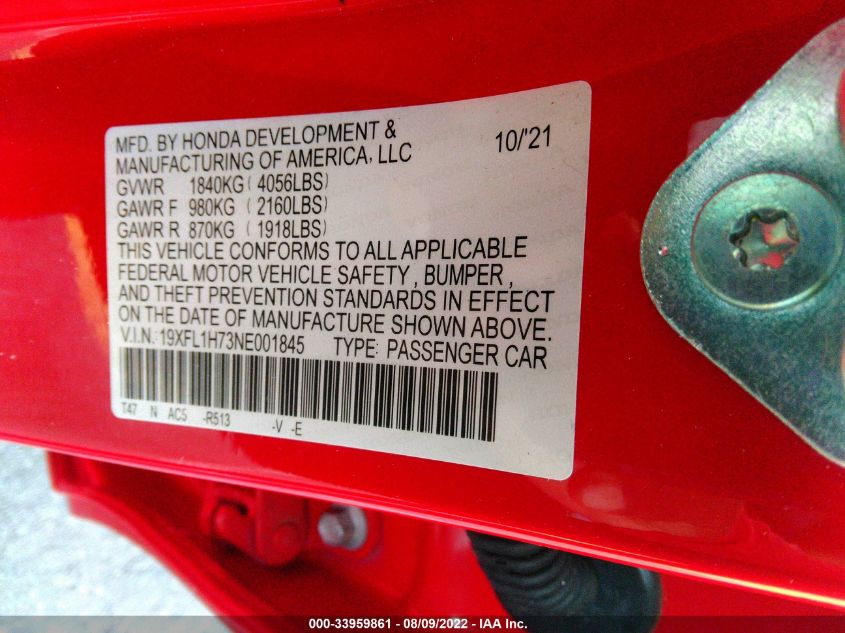 MFD. BY HONDA DEVELOPMENT & 10/'21
MANUFACTURING OF AMERICA, LLC
GVWR 1840KG ( 4056LBS)
GAWR F 980KG ( 2160LBS)
GAWR R 870KG ( 1918LBS)
THIS VEHICLE CONFORMS TO ALL APPLICABLE
FEDERAL MOTOR VEHICLE SAFETY, BUMPER,
AND THEFT PREVENTION STANDARDS IN EFFECT
ON THE DATE OF MANUFACTURE SHOWN ABOVE.
V.I.N: 19XFL1H73NE001845 TYPE: PASSENGER CAR
T47 N AC5 -R513 -V -E
000-33959861 - 08/09/2022 - IAA Inc.